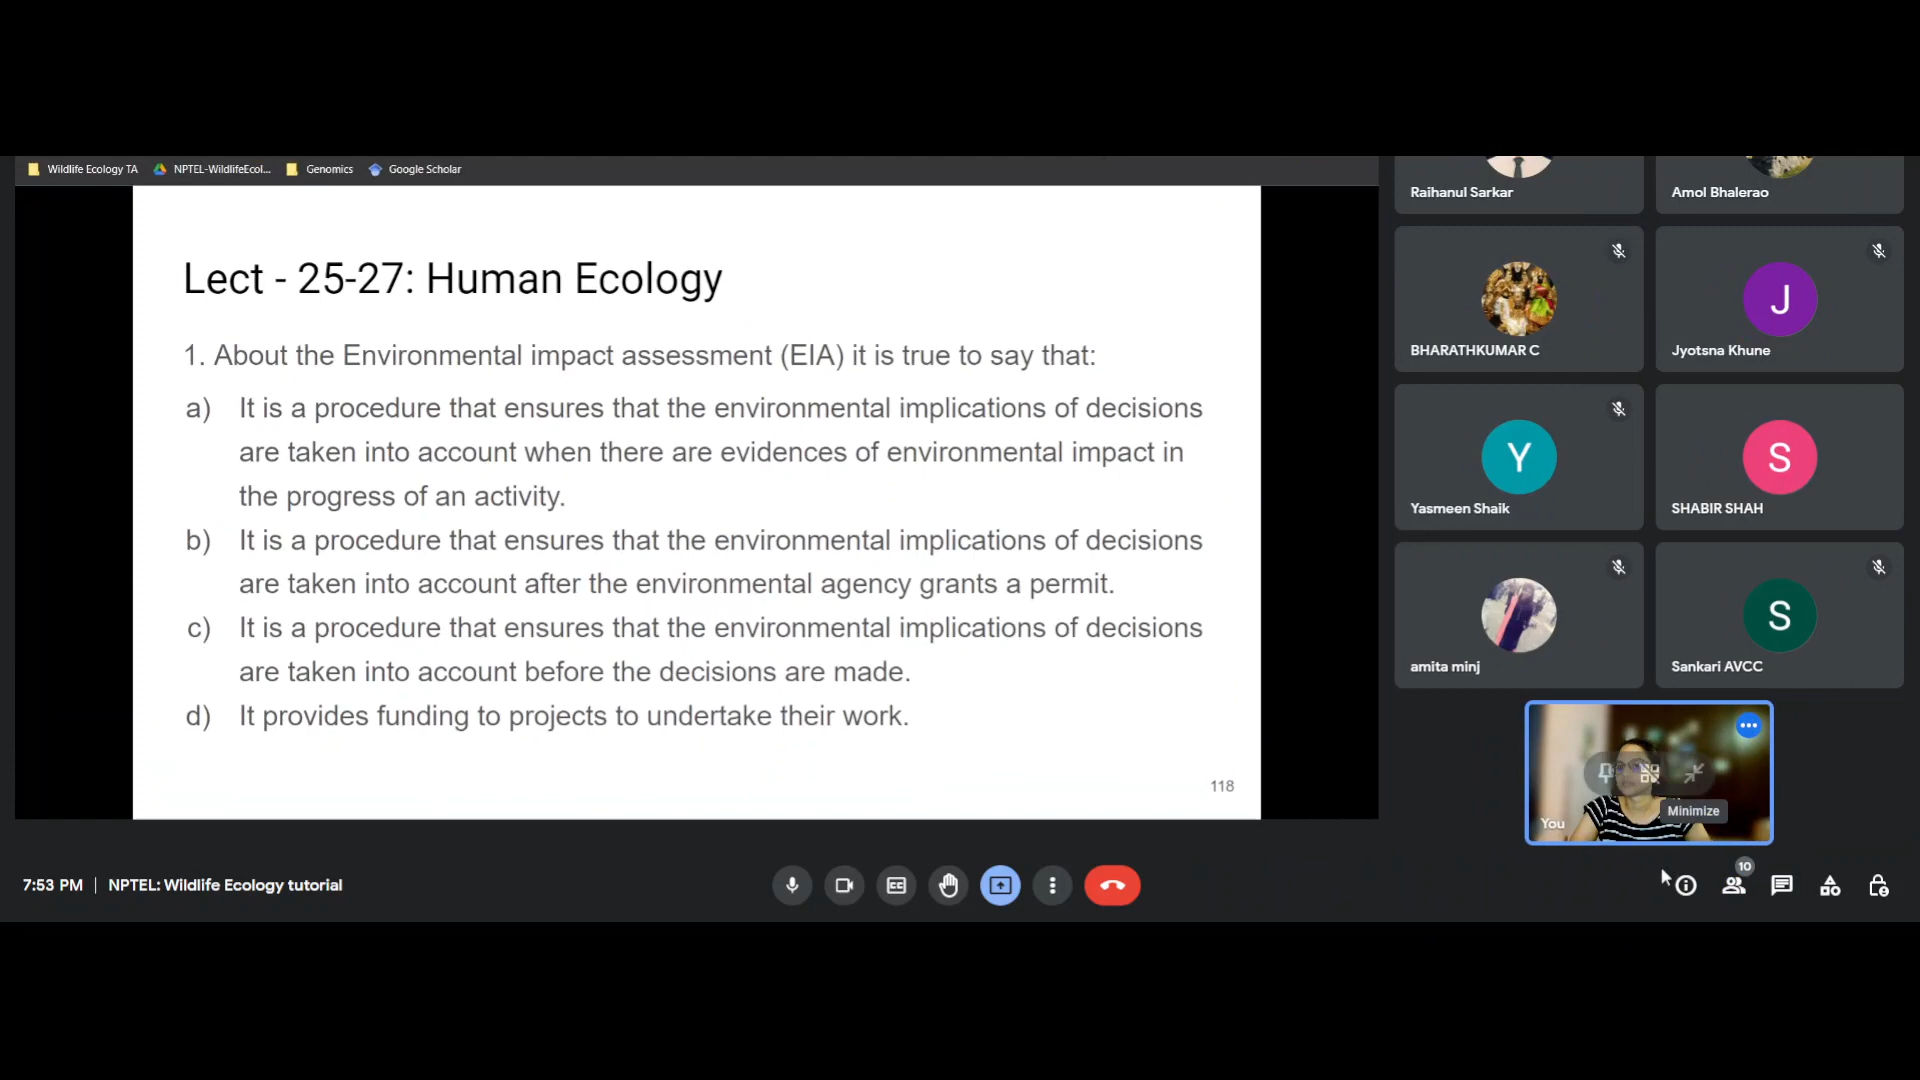 Wildlife Ecology TA NPTEL-WildlifeEcol... Genomics Google Scholar
Lect - 25-27: Human Ecology
1. About the Environmental impact assessment (EIA) it is true to say that:
a) It is a procedure that ensures that the environmental implications of decisions
are taken into account when there are evidences of environmental impact in
the progress of an activity.
b) It is a procedure that ensures that the environmental implications of decisions
are taken into account after the environmental agency grants a permit.
c) It is a procedure that ensures that the environmental implications of decisions
are taken into account before the decisions are made.
d) It provides funding to projects to undertake their work.
118
Raihanul Sarkar
Amol Bhalerao
BHARATHKUMAR C
J
Jyotsna Khune
Y
Yasmeen Shaik
S
SHABIR SHAH
amita minj
S
Sankari AVCC
You
Minimize
7:53 PM | NPTEL: Wildlife Ecology tutorial
CC
10